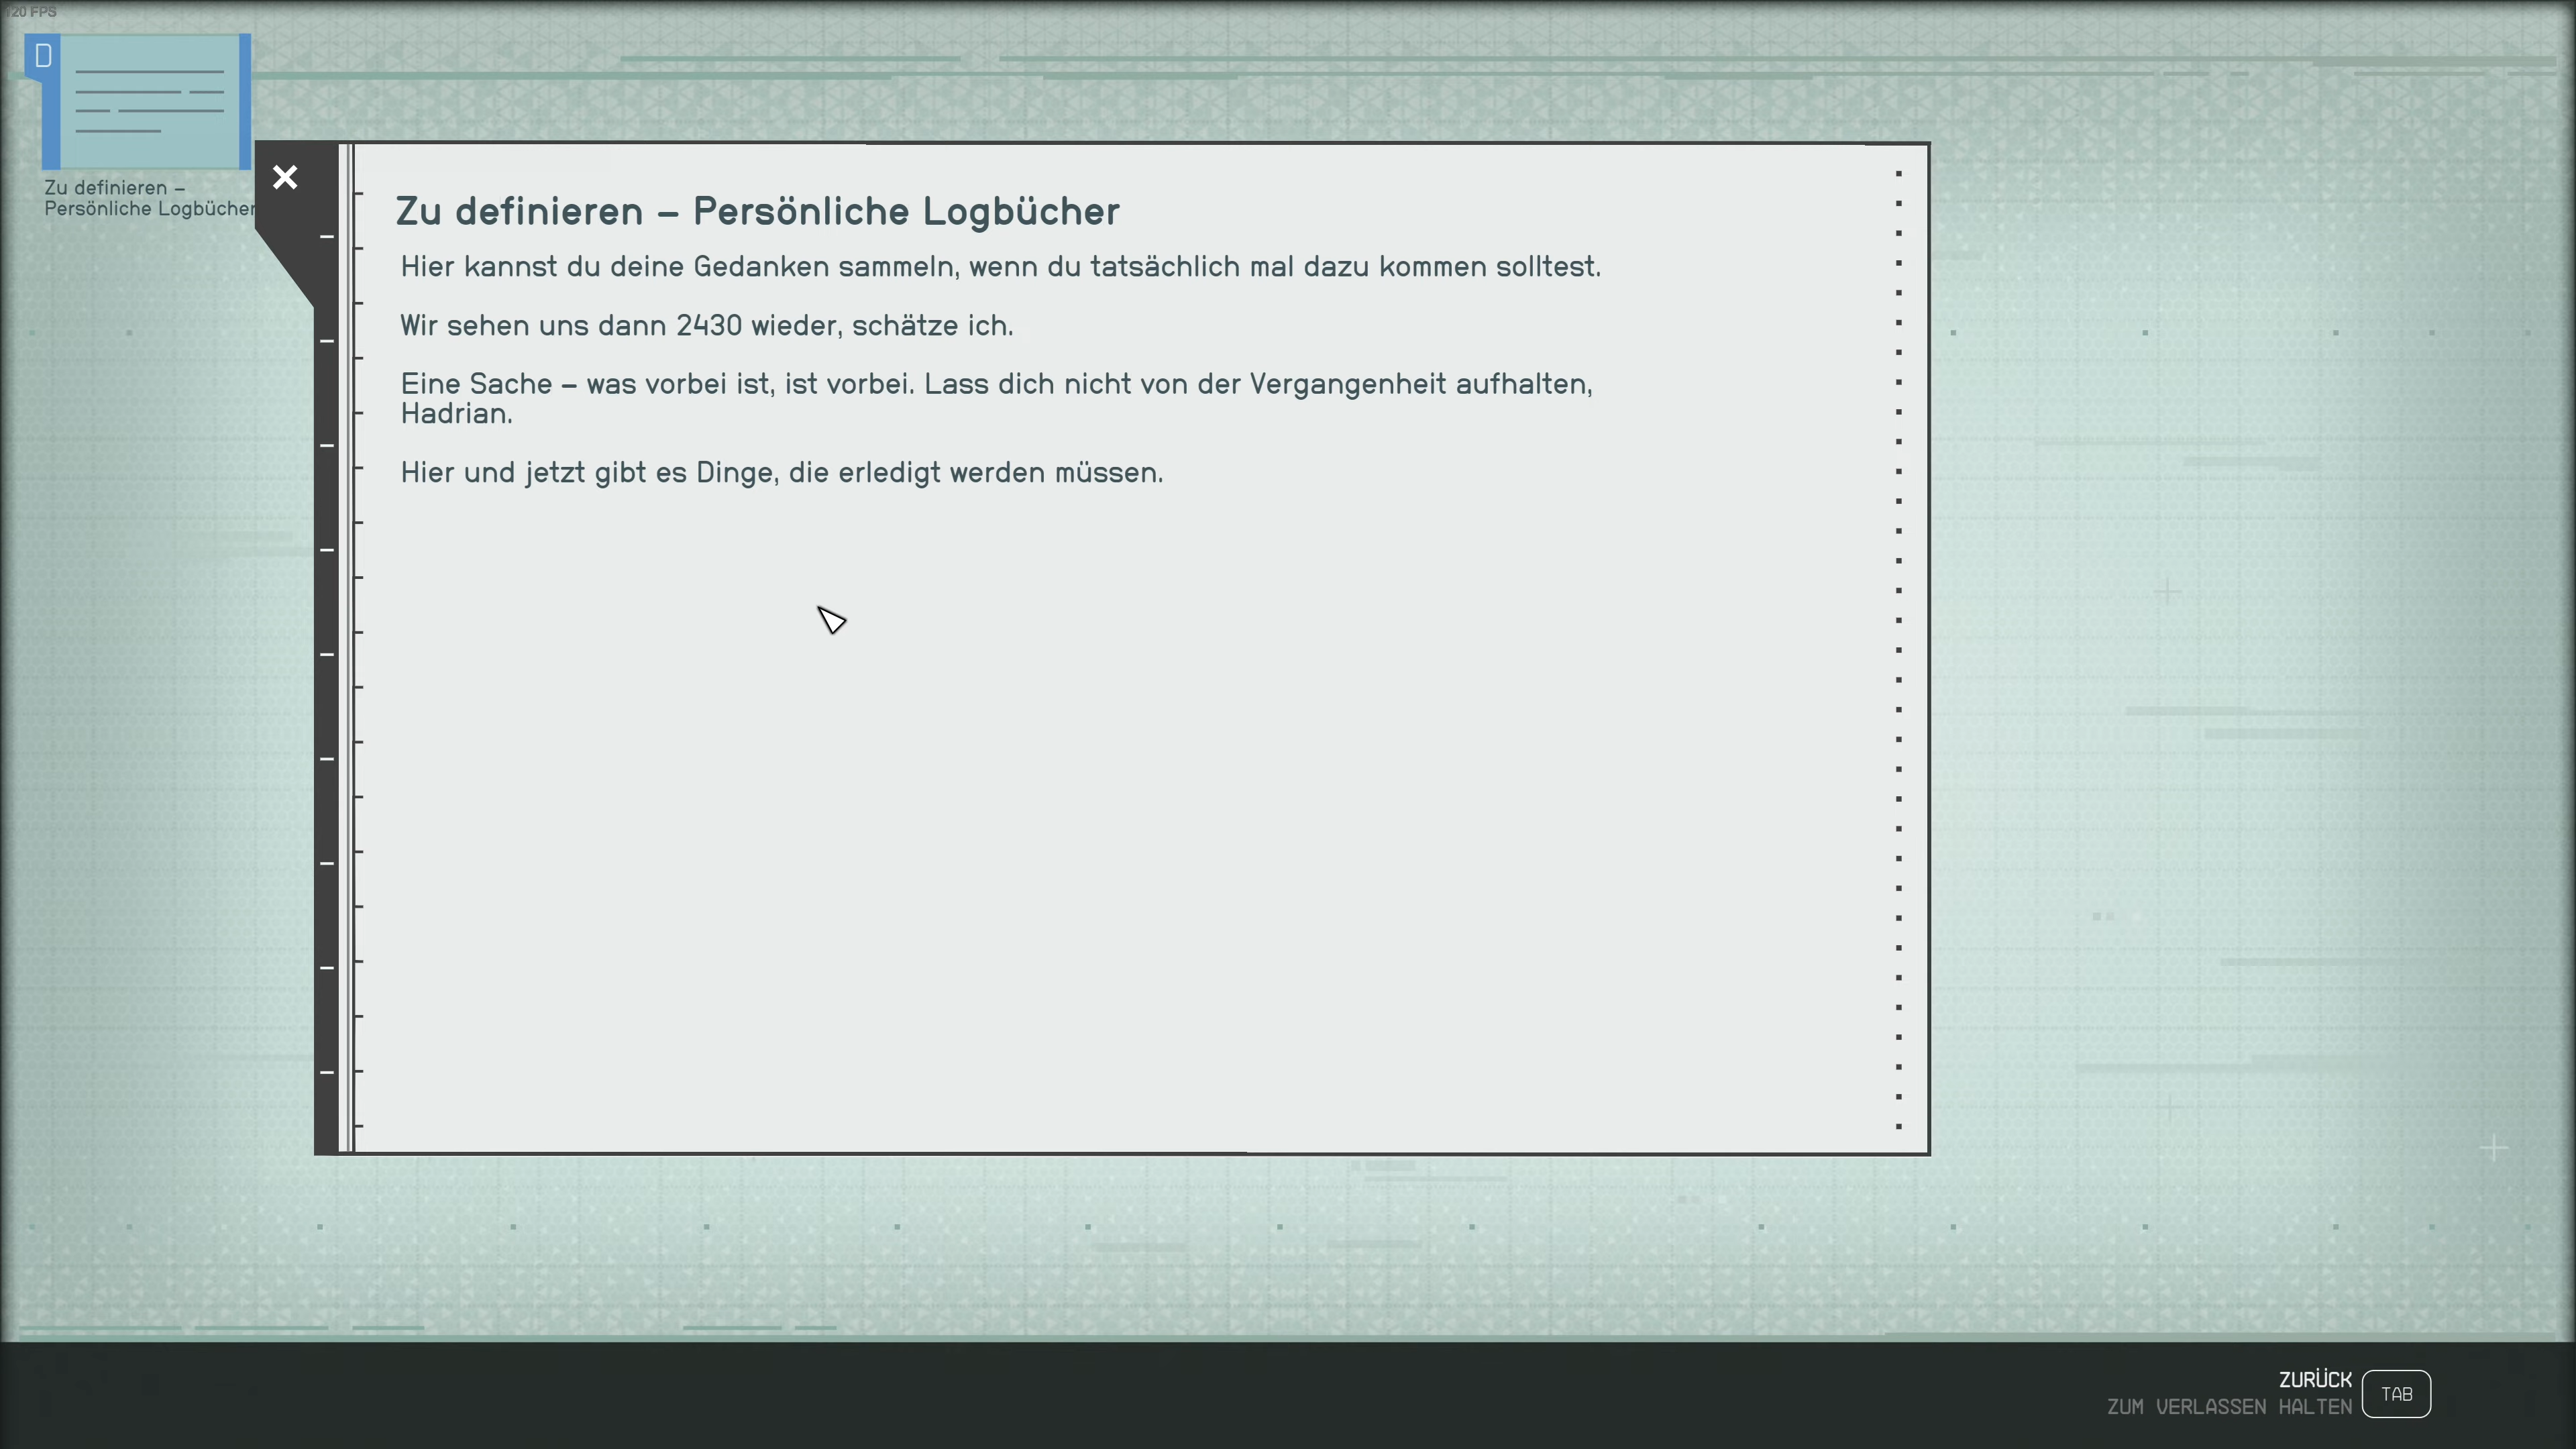 120 FPS
D
Zu definieren –
Persönliche Logbücher
Zu definieren – Persönliche Logbücher
Hier kannst du deine Gedanken sammeln, wenn du tatsächlich mal dazu kommen solltest.
Wir sehen uns dann 2430 wieder, schätze ich.
Eine Sache – was vorbei ist, ist vorbei. Lass dich nicht von der Vergangenheit aufhalten,
Hadrian.
Hier und jetzt gibt es Dinge, die erledigt werden müssen.
ZURÜCK
ZUM VERLASSEN HALTEN
TAB